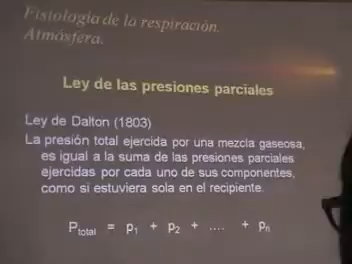 Fisiología de la respiración.
Atmósfera.
Ley de las presiones parciales
Ley de Dalton (1803)
La presión total ejercida por una mezcla gaseosa,
es igual a la suma de las presiones parciales
ejercidas por cada uno de sus componentes,
como si estuviera sola en el recipiente.
Ptotal = p1 + p2 + .... + pn